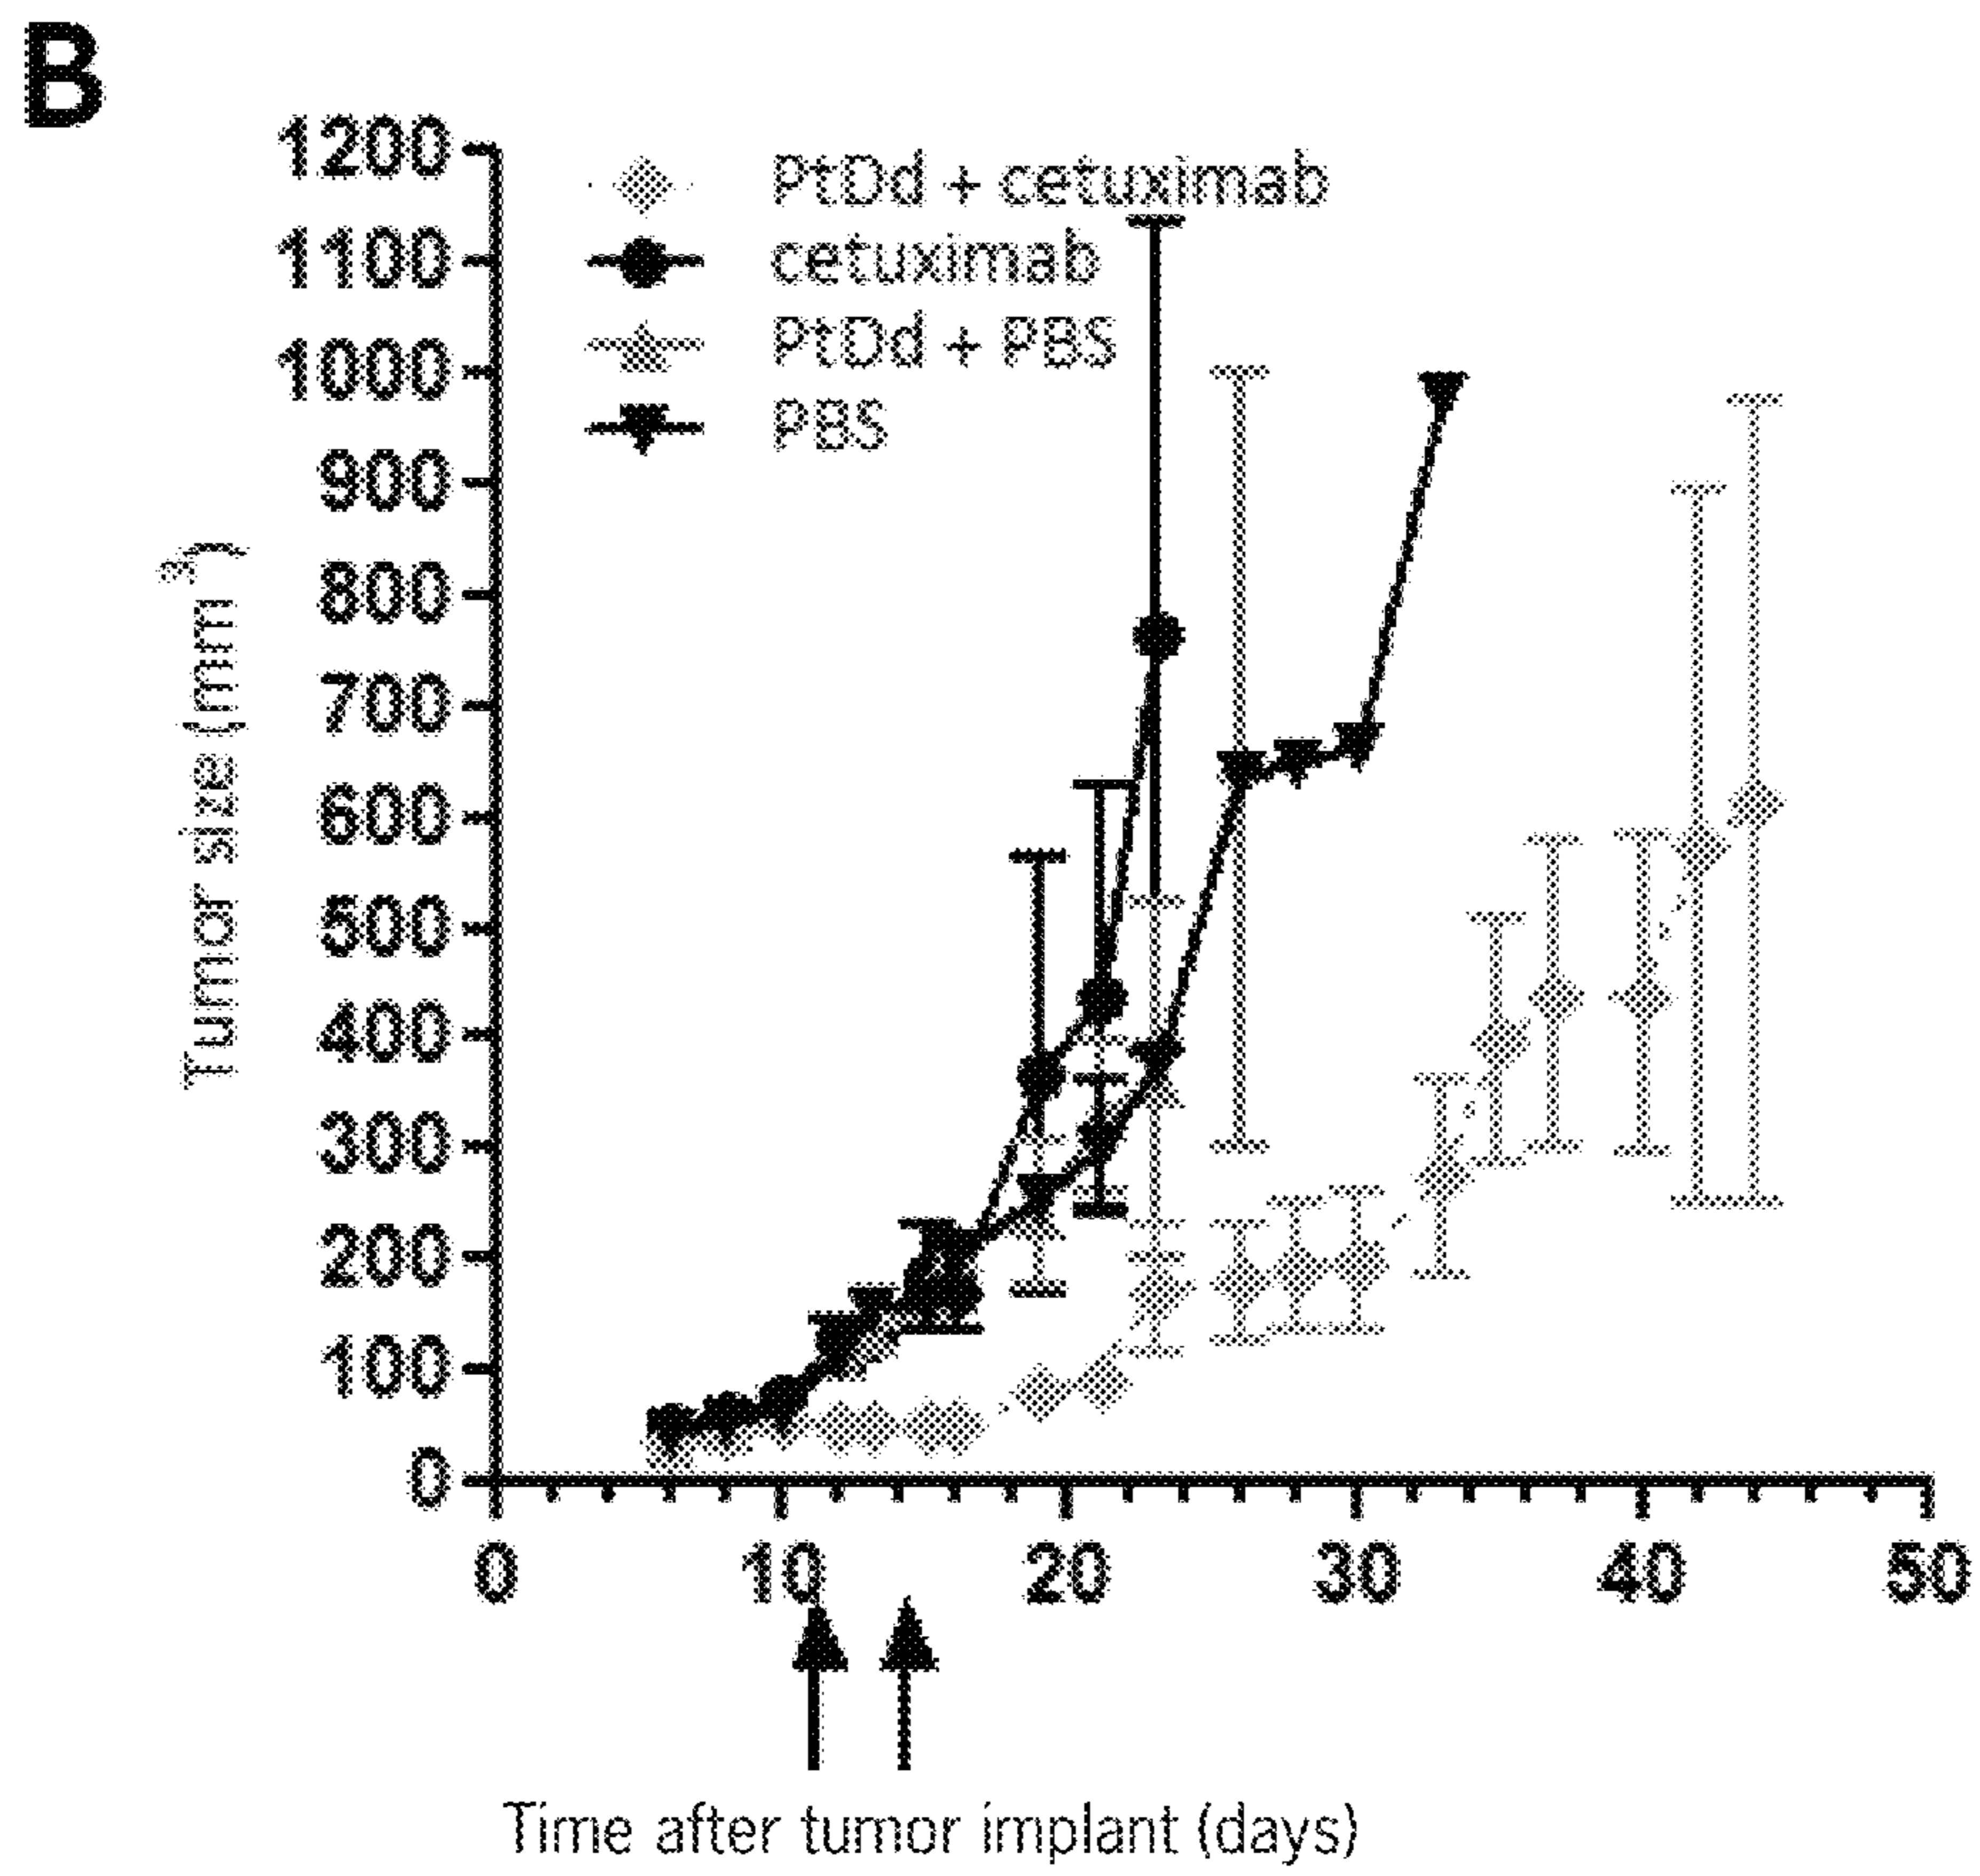 B
1200
1100
1000
900
800
700
600
500
400
300
200
100
0
Tumor size (mm³)
PtDd + cetuximab
cetuximab
PtDd + PBS
PBS
0 10 20 30 40 50
Time after tumor implant (days)